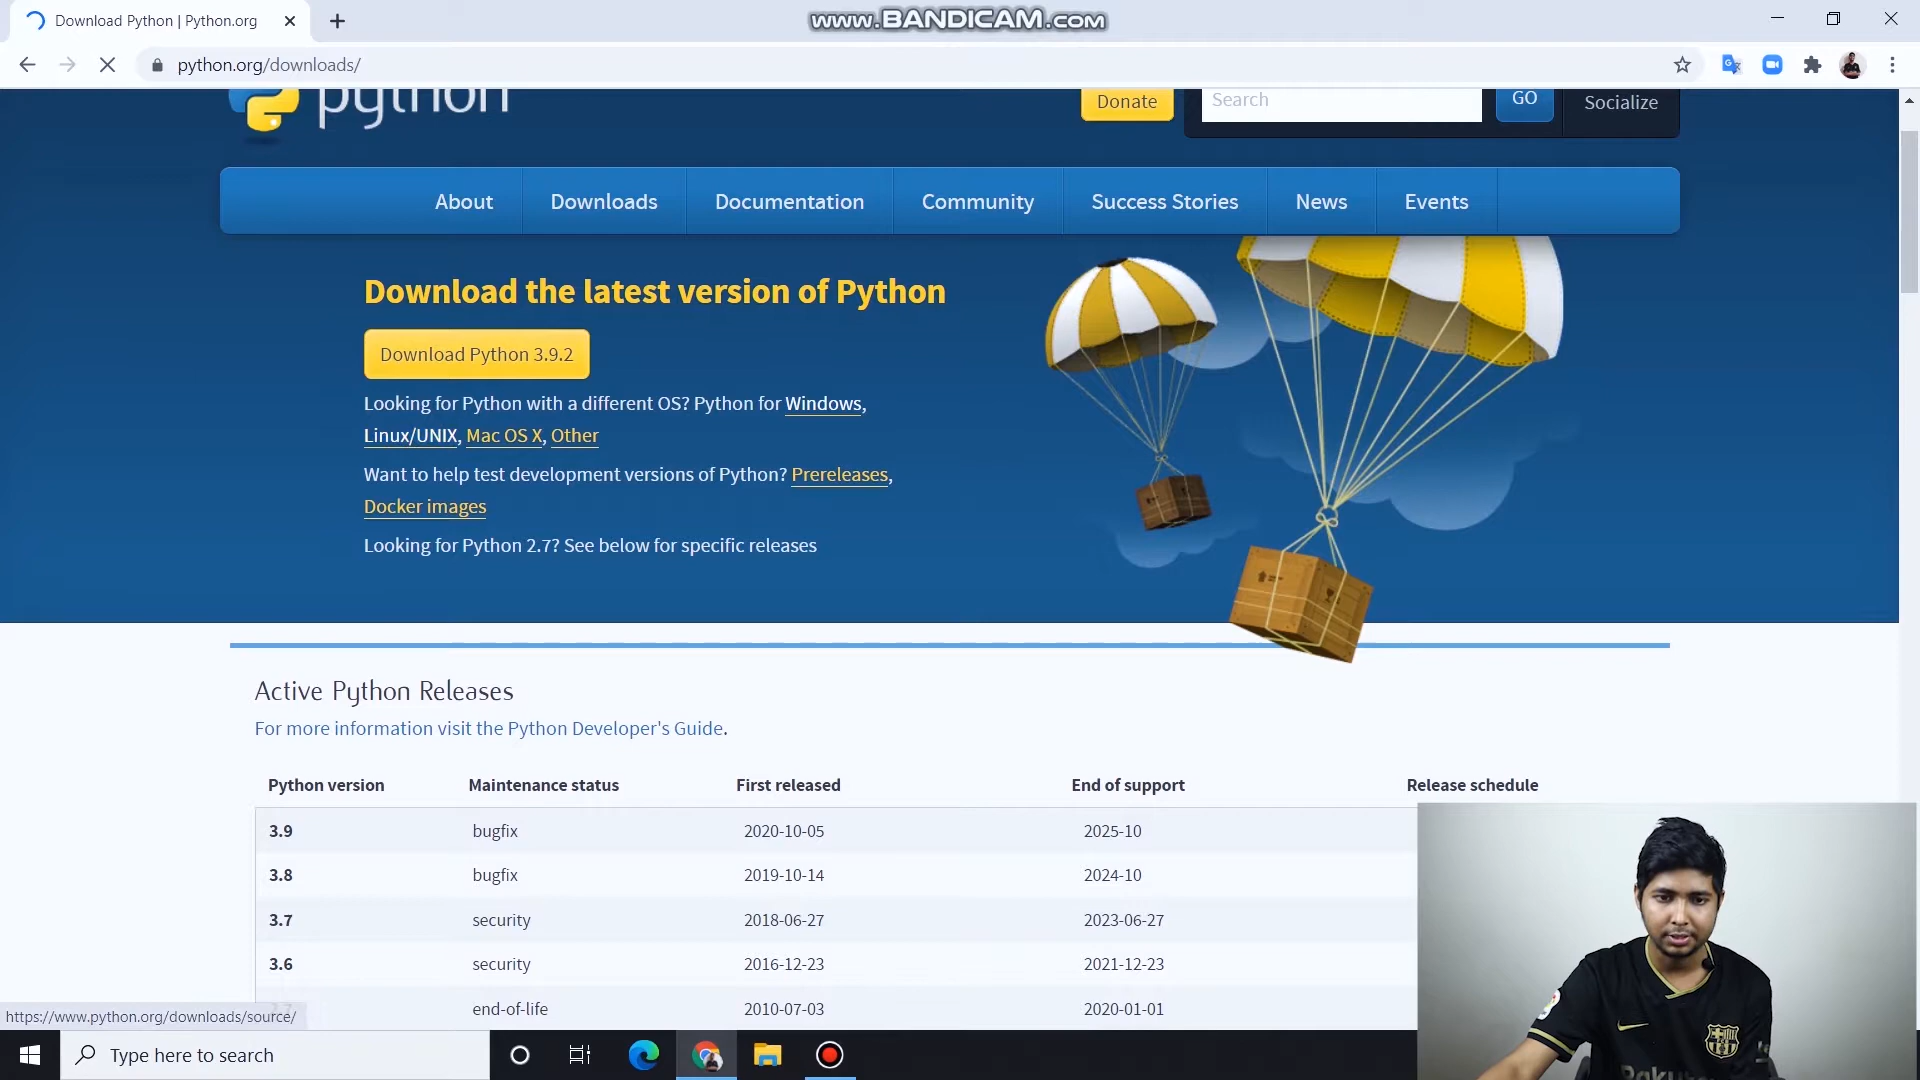 Download Python | Python.org
www.BANDICAM.com
python.org/downloads/
python
Donate
Search
GO
Socialize
About
Downloads
Documentation
Community
Success Stories
News
Events
Download the latest version of Python
Download Python 3.9.2
Looking for Python with a different OS? Python for Windows,
Linux/UNIX, Mac OS X, Other
Want to help test development versions of Python? Prereleases,
Docker images
Looking for Python 2.7? See below for specific releases
Active Python Releases
For more information visit the Python Developer's Guide.
Python version Maintenance status First released End of support Release schedule
3.9 bugfix 2020-10-05 2025-10
3.8 bugfix 2019-10-14 2024-10
3.7 security 2018-06-27 2023-06-27
3.6 security 2016-12-23 2021-12-23
end-of-life 2010-07-03 2020-01-01
https://www.python.org/downloads/source/
Type here to search